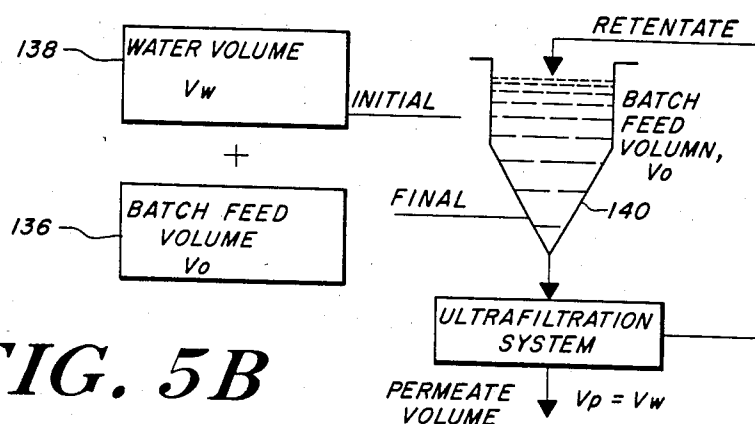 138
WATER VOLUME
Vw
INITIAL
+
136
BATCH FEED
VOLUME
Vo
RETENTATE
BATCH
FEED
VOLUMN,
Vo
FINAL
140
ULTRAFILTRATION
SYSTEM
PERMEATE
VOLUME
Vp = Vw
FIG. 5B